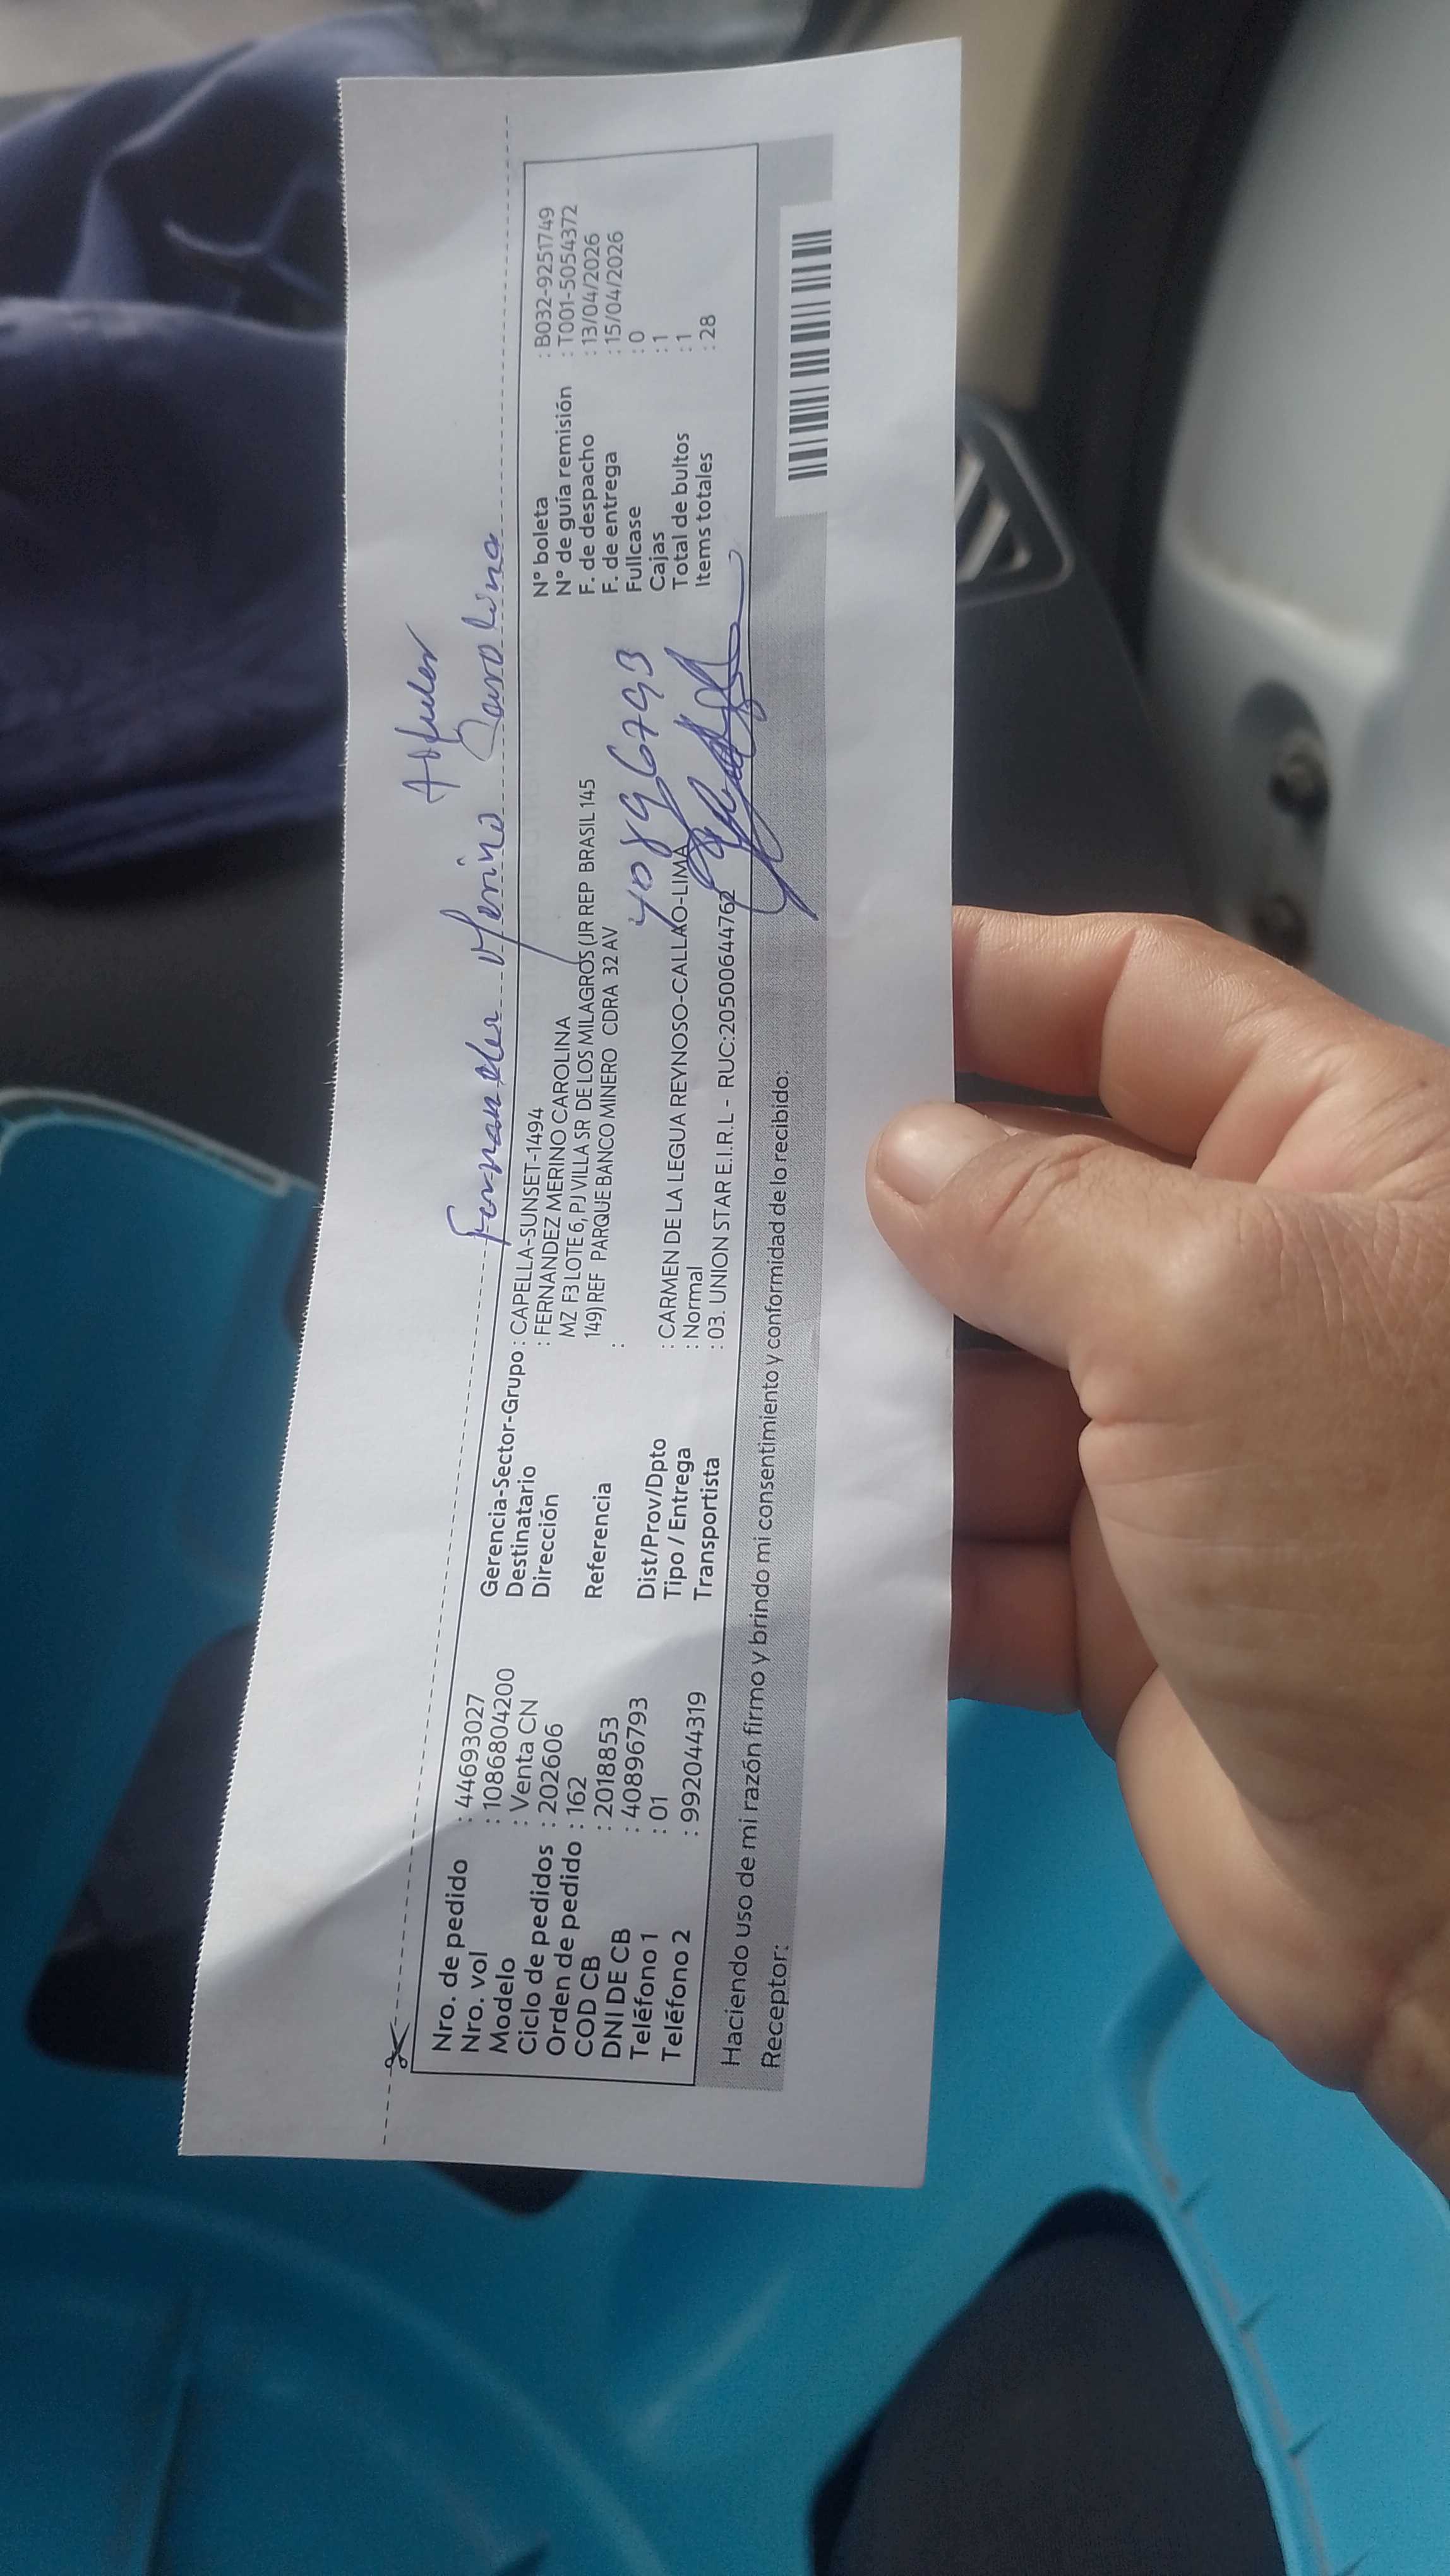 Fernandez Merino Carolina
Nro. de pedido : 44693027
Nro. vol : 1086804200
Modelo : Venta CN
Ciclo de pedidos : 202606
Orden de pedido : 162
COD CB : 2018853
DNI DE CB : 40896793
Teléfono 1 : 01
Teléfono 2 : 992044319
Gerencia-Sector-Grupo : CAPELLA-SUNSET-1494
Destinatario : FERNANDEZ MERINO CAROLINA
Dirección MZ F3 LOTE 6, PJ VILLA SR DE LOS MILAGROS (JR REP BRASIL 145
149) REF PARQUE BANCO MINERO CDRA 32 AV
Referencia :
Dist/Prov/Dpto : CARMEN DE LA LEGUA REYNOSO-CALLAO-LIMA
Tipo / Entrega : Normal
Transportista : 03. UNION STAR E.I.R.L - RUC:20500644762
40896793
N° boleta : B032-9251749
N° de guía remisión : T001-5054372
F. de despacho : 13/04/2026
F. de entrega : 15/04/2026
Fullcase : 0
Cajas : 1
Total de bultos : 1
Items totales : 28
Haciendo uso de mi razón firmo y brindo mi consentimiento y conformidad de lo recibido:
Receptor: